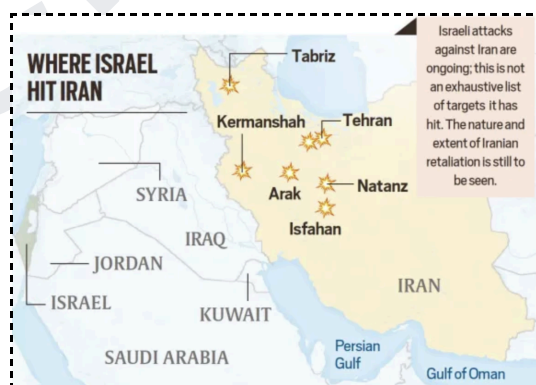 WHERE ISRAEL
HIT IRAN
Israeli attacks
against Iran are
ongoing; this is not
an exhaustive list
of targets it has
hit. The nature and
extent of Iranian
retaliation is still to
be seen.
Tabriz
Kermanshah
Tehran
Arak
Natanz
Isfahan
SYRIA
IRAQ
JORDAN
ISRAEL
KUWAIT
IRAN
SAUDI ARABIA
Persian
Gulf
Gulf of Oman